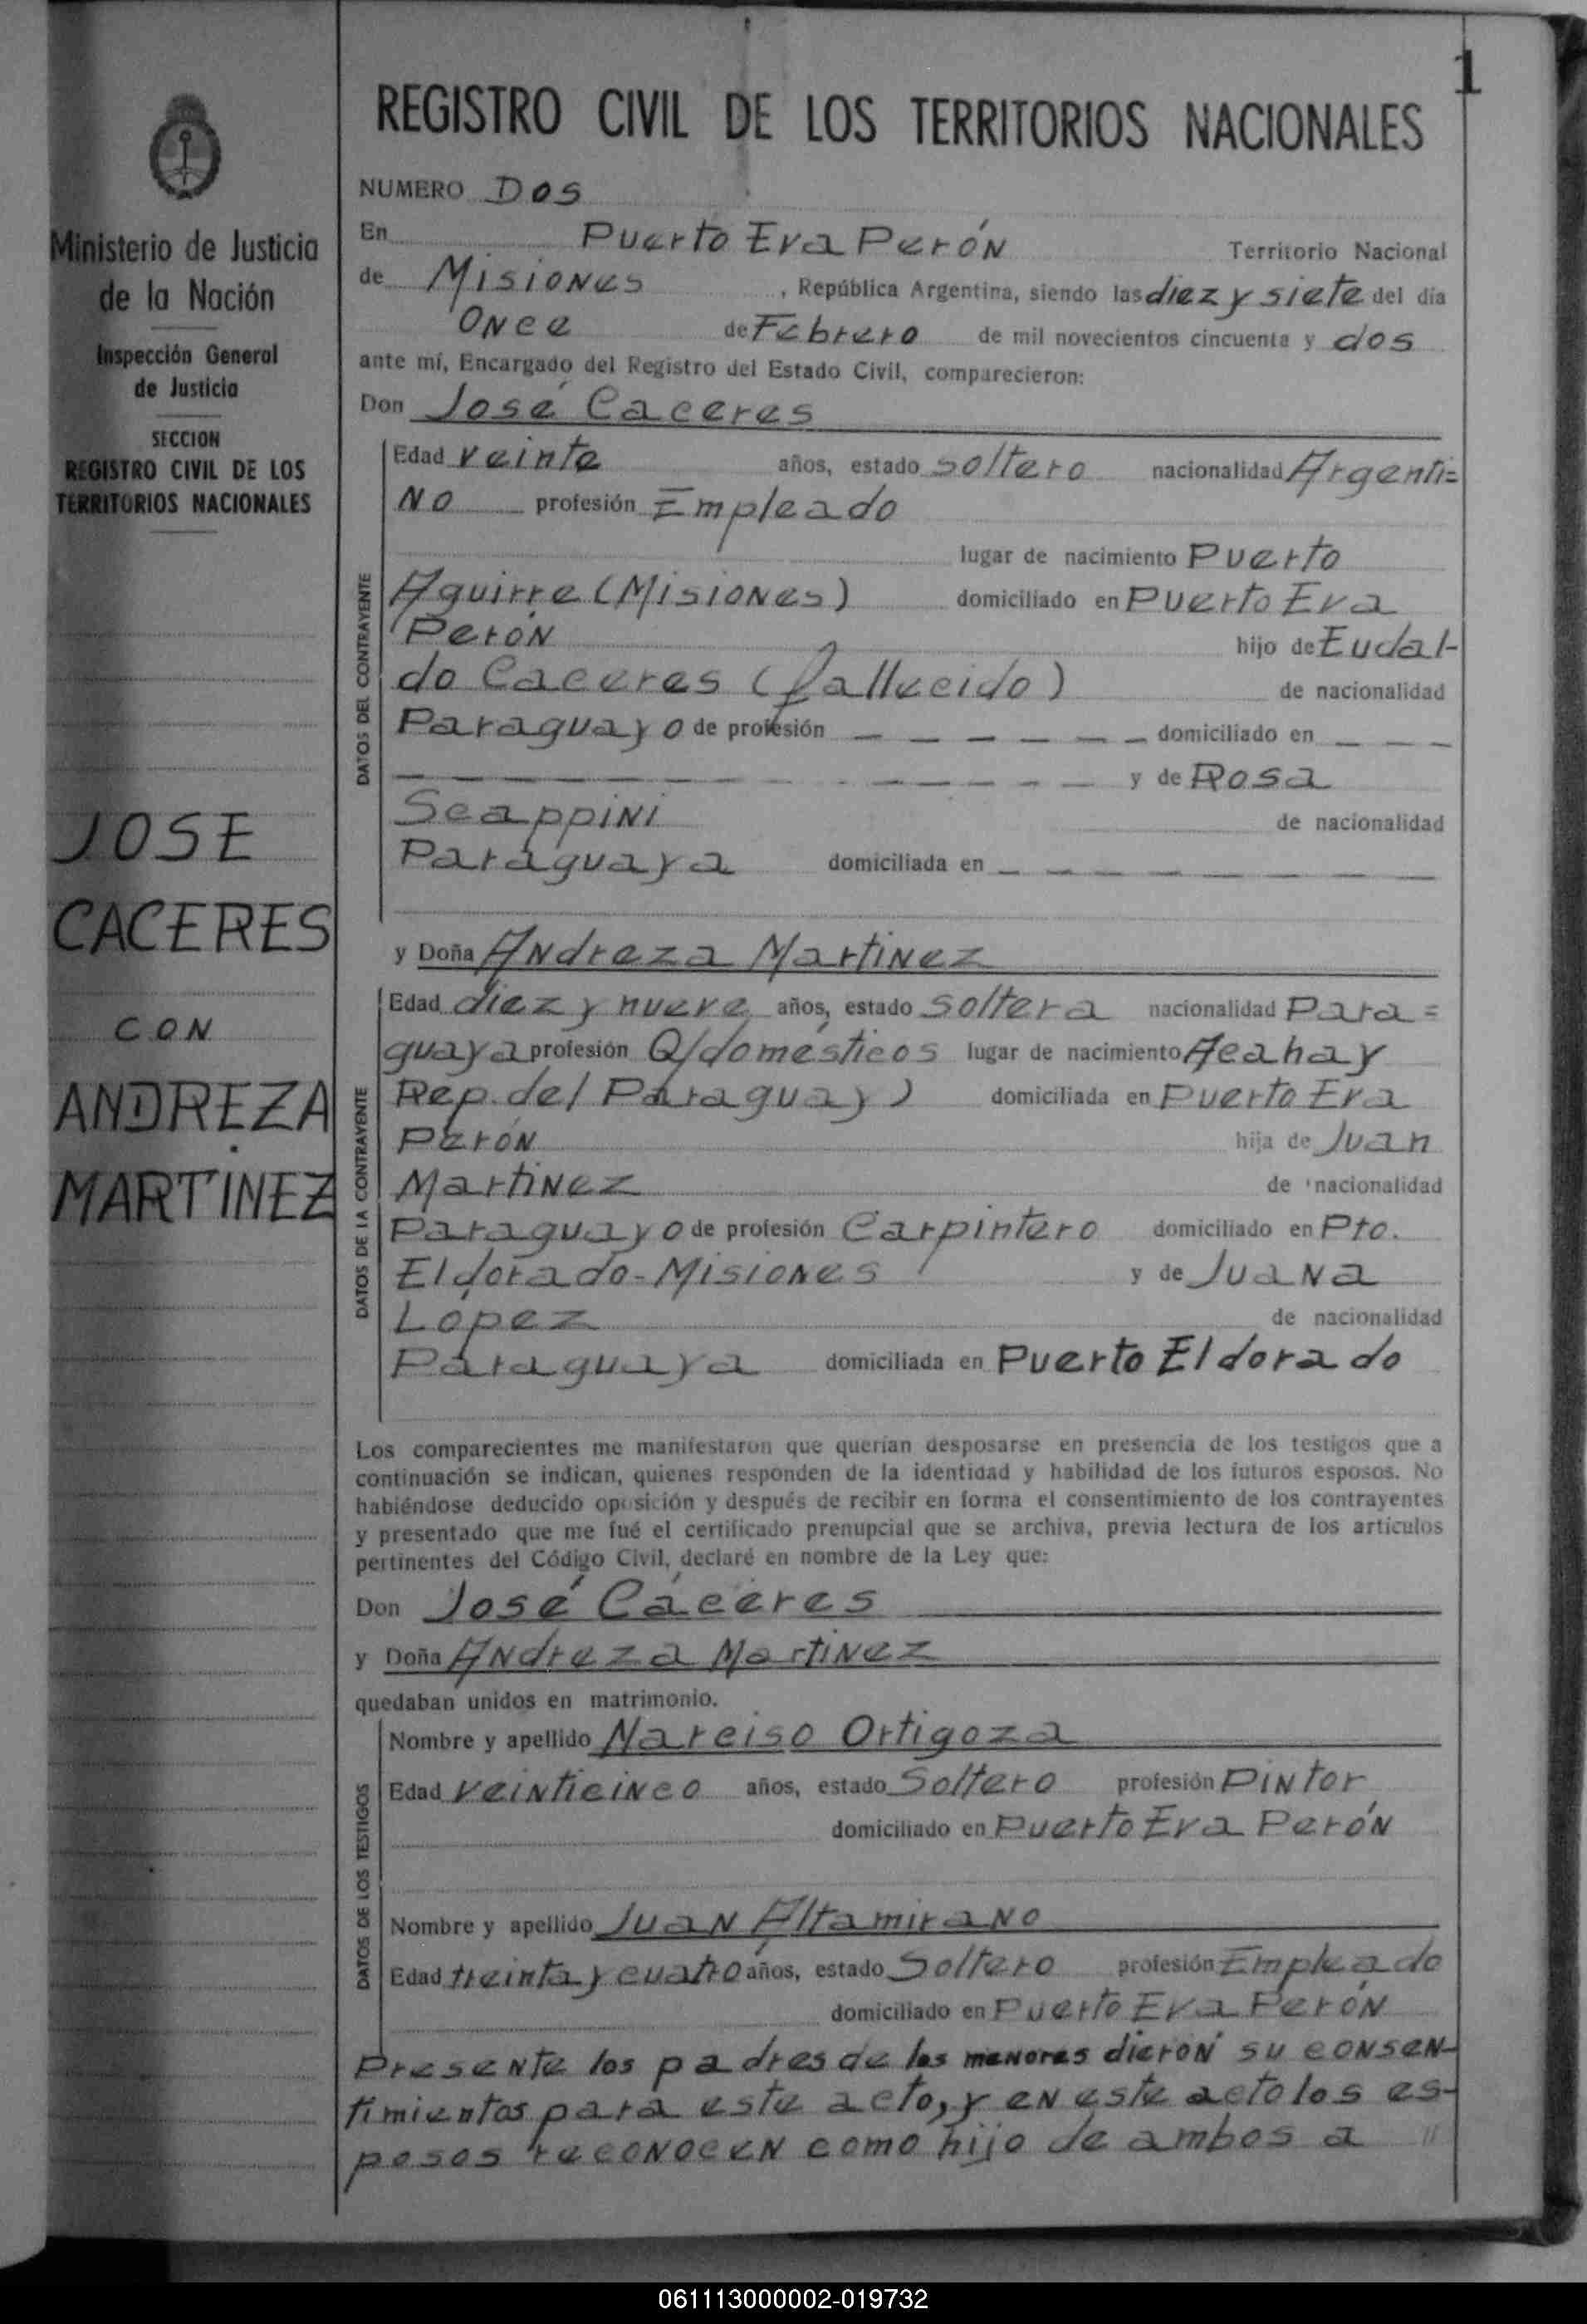 1
REGISTRO CIVIL DE LOS TERRITORIOS NACIONALES
Ministerio de Justicia
de la Nación
Inspección General
de Justicia
SECCION
REGISTRO CIVIL DE LOS
TERRITORIOS NACIONALES
JOSE
CACERES
CON
ANDREZA
MARTINEZ
NUMERO Dos
En Puerto Eva Perón Territorio Nacional
de Misiones, República Argentina, siendo las diez y siete del día
Once de Febrero de mil novecientos cincuenta y dos
ante mí, Encargado del Registro del Estado Civil, comparecieron:
Don José Caceres
DATOS DEL CONTRAYENTE
Edad veinte años, estado soltero nacionalidad Argenti=
no profesión Empleado
lugar de nacimiento Puerto
Aguirre (Misiones) domiciliado en Puerto Eva
Perón hijo de Eudal-
do Caceres (fallecido) de nacionalidad
Paraguayo de profesión — — — — — — domiciliado en — — —
— — — — — — — — — — y de Rosa
Scappini de nacionalidad
Paraguaya domiciliada en — — — — — — —
y Doña Andreza Martinez
DATOS DE LA CONTRAYENTE
Edad diez y nueve años, estado soltera nacionalidad Para=
guaya profesión Q/domésticos lugar de nacimiento Acahay
Rep. del Paraguay) domiciliada en Puerto Eva
Perón hija de Juan
Martinez de nacionalidad
Paraguayo de profesión Carpintero domiciliado en Pto.
Eldorado-Misiones y de Juana
Lopez de nacionalidad
Paraguaya domiciliada en Puerto Eldorado
Los comparecientes me manifestaron que querían desposarse en presencia de los testigos que a
continuación se indican, quienes responden de la identidad y habilidad de los futuros esposos. No
habiéndose deducido oposición y después de recibir en forma el consentimiento de los contrayentes
y presentado que me fué el certificado prenupcial que se archiva, previa lectura de los artículos
pertinentes del Código Civil, declaré en nombre de la Ley que:
Don José Cáceres
y Doña Andreza Martinez
quedaban unidos en matrimonio.
DATOS DE LOS TESTIGOS
Nombre y apellido Narciso Ortigoza
Edad veinticinco años, estado Soltero profesión Pintor
domiciliado en Puerto Eva Perón
Nombre y apellido Juan Altamirano
Edad treinta y cuatro años, estado Soltero profesión Empleado
domiciliado en Puerto Eva Perón
Presente los padres de los menores dieron su consen-
timientos para este acto, y en este acto los es-
posos reconocen como hijo de ambos a "
061113000002-019732